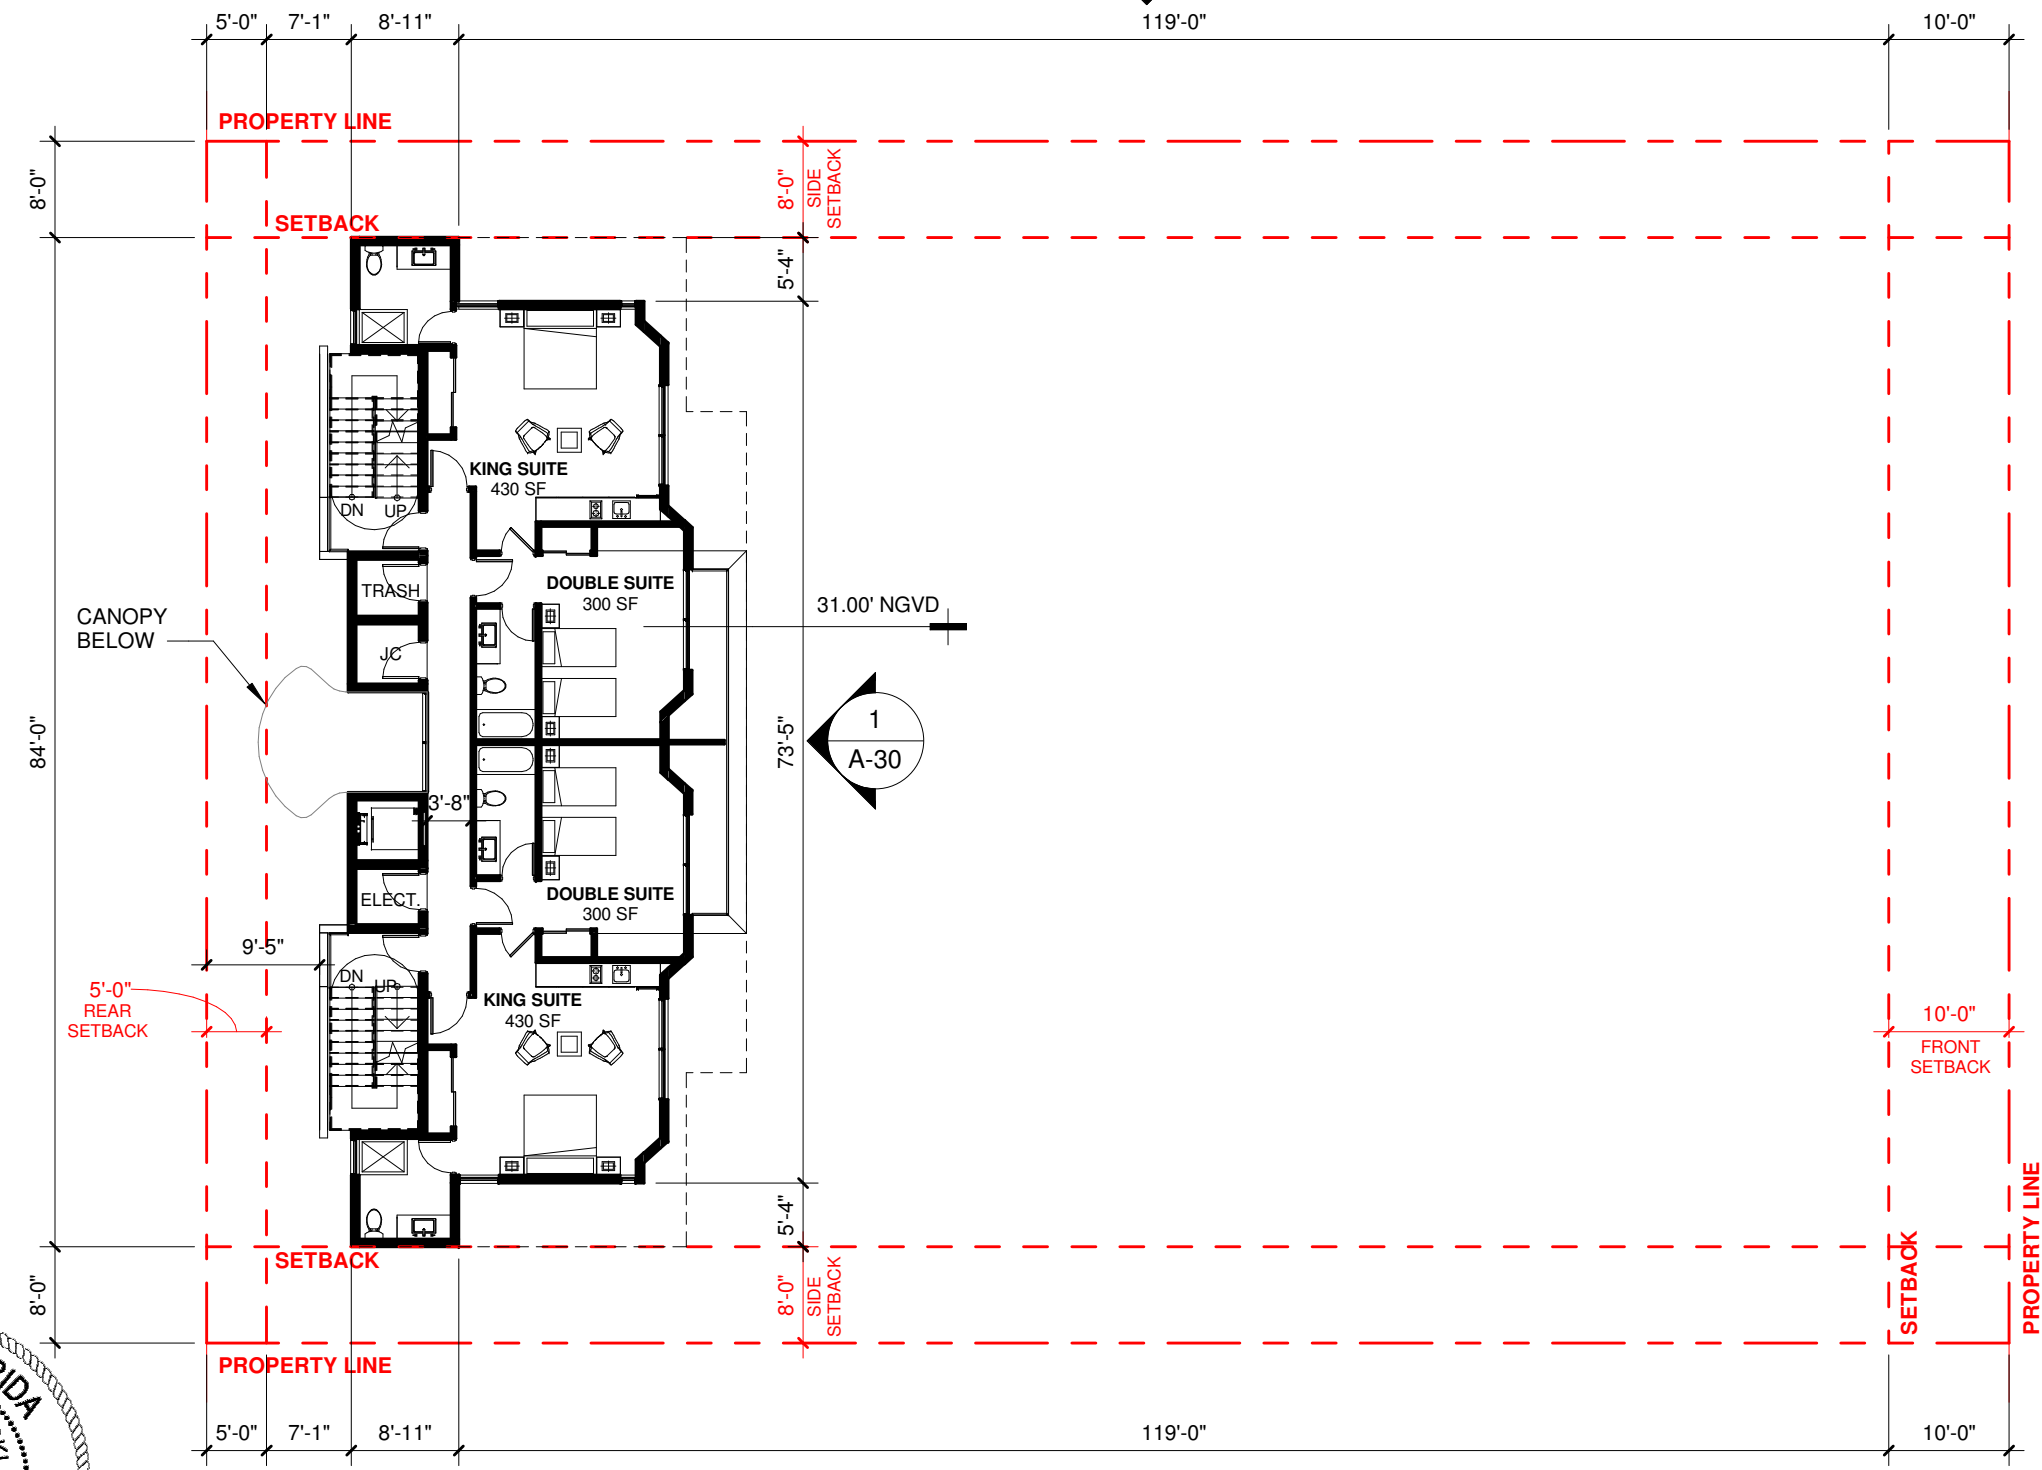 5'-0" 7'-1" 8'-11" 119'-0" 10'-0"
PROPERTY LINE
8'-0"
8'-0"
SIDE
SETBACK
SETBACK
5'-4"
KING SUITE
430 SF
DN UP
DOUBLE SUITE
300 SF
TRASH
31.00' NGVD
CANOPY
BELOW
JC
84'-0"
73'-5"
1
A-30
3'-8"
DOUBLE SUITE
300 SF
ELECT.
9'-5"
DN UP
5'-0"
REAR
SETBACK
KING SUITE
430 SF
10'-0"
FRONT
SETBACK
5'-4"
SETBACK
8'-0"
8'-0"
SIDE
SETBACK
SETBACK
PROPERTY LINE
PROPERTY LINE
5'-0" 7'-1" 8'-11" 119'-0" 10'-0"